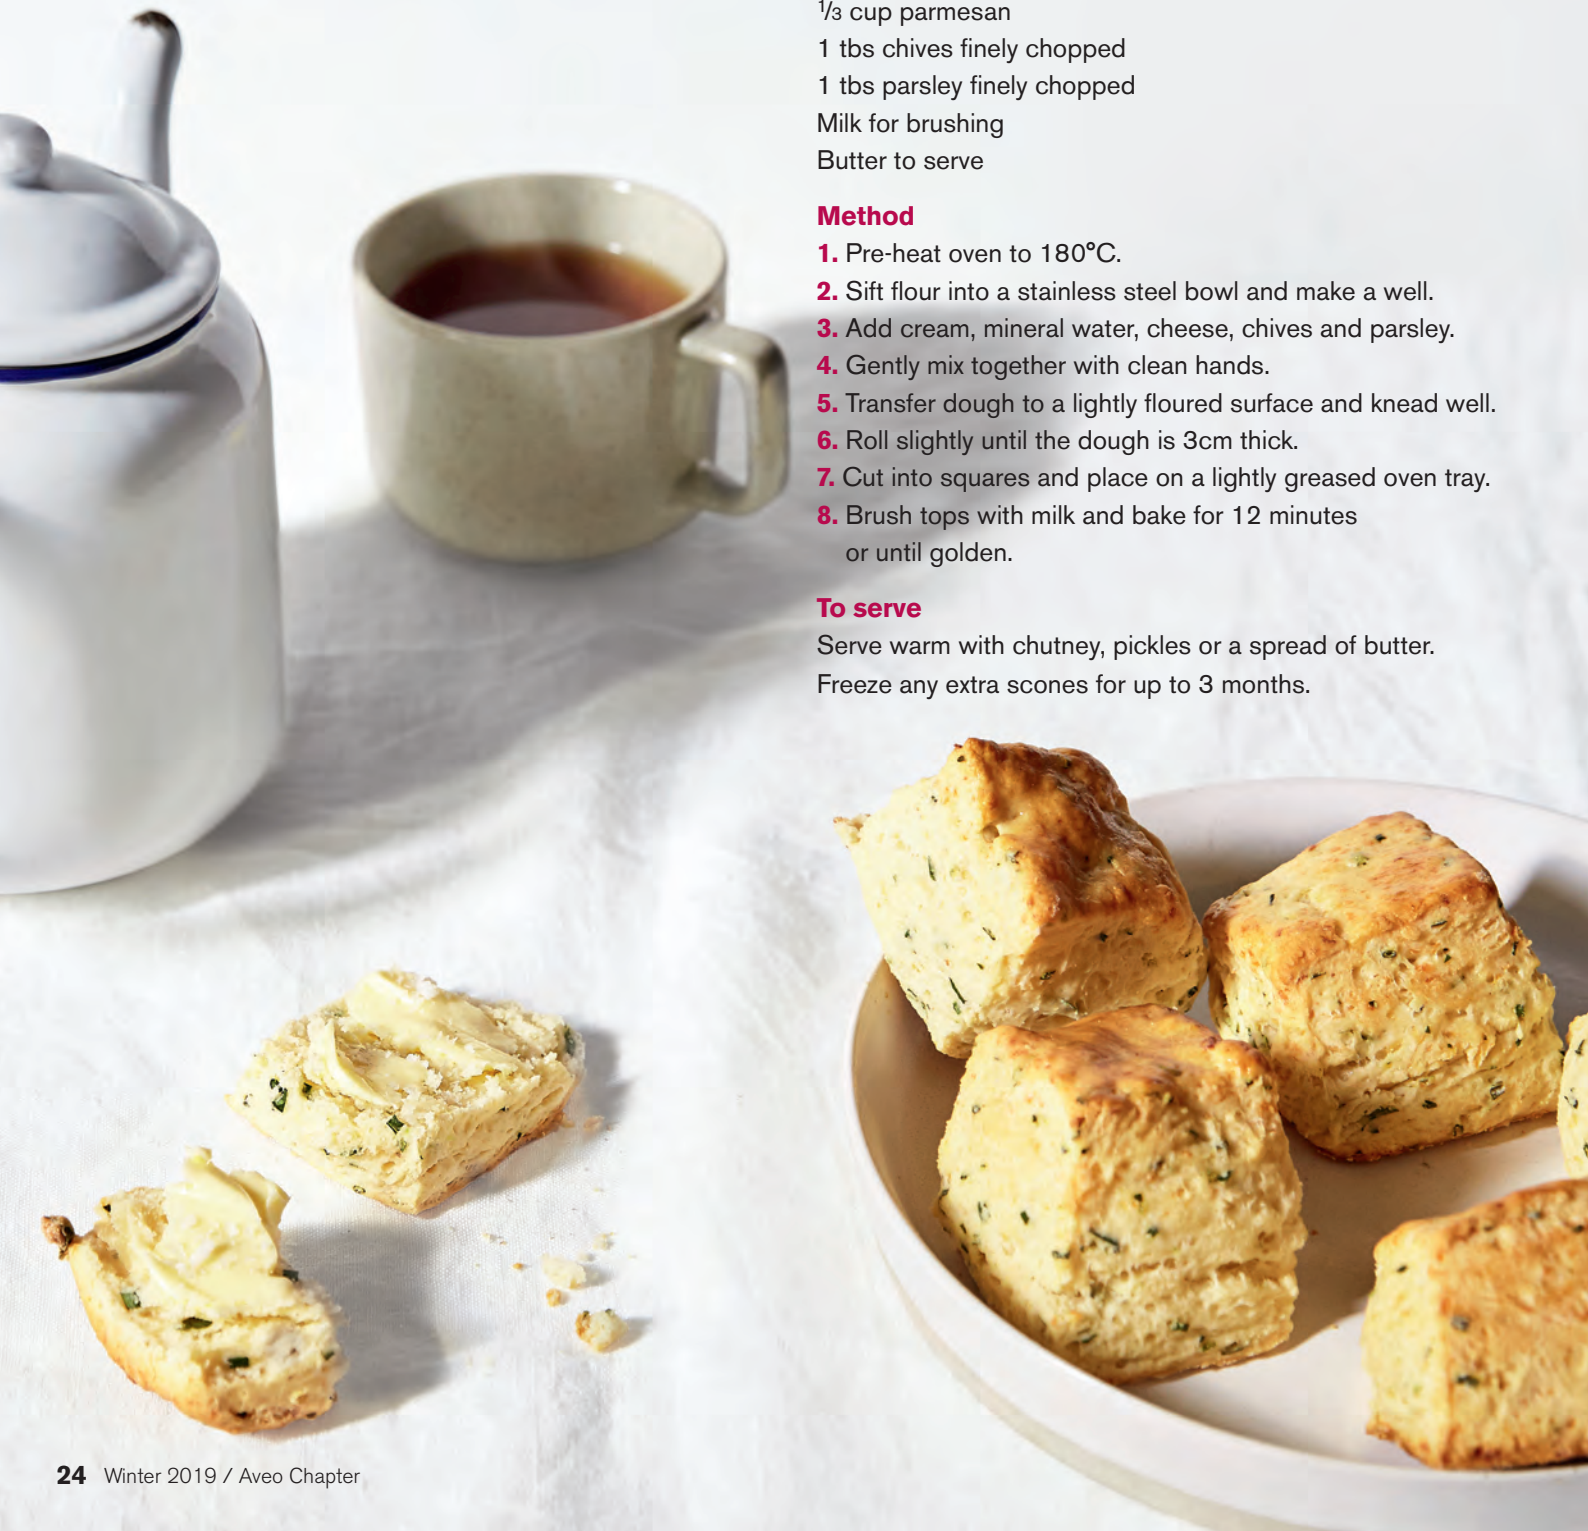 1/3 cup parmesan
1 tbs chives finely chopped
1 tbs parsley finely chopped
Milk for brushing
Butter to serve
Method
1. Pre-heat oven to 180°C.
2. Sift flour into a stainless steel bowl and make a well.
3. Add cream, mineral water, cheese, chives and parsley.
4. Gently mix together with clean hands.
5. Transfer dough to a lightly floured surface and knead well.
6. Roll slightly until the dough is 3cm thick.
7. Cut into squares and place on a lightly greased oven tray.
8. Brush tops with milk and bake for 12 minutes
or until golden.
To serve
Serve warm with chutney, pickles or a spread of butter.
Freeze any extra scones for up to 3 months.
24 Winter 2019 / Aveo Chapter